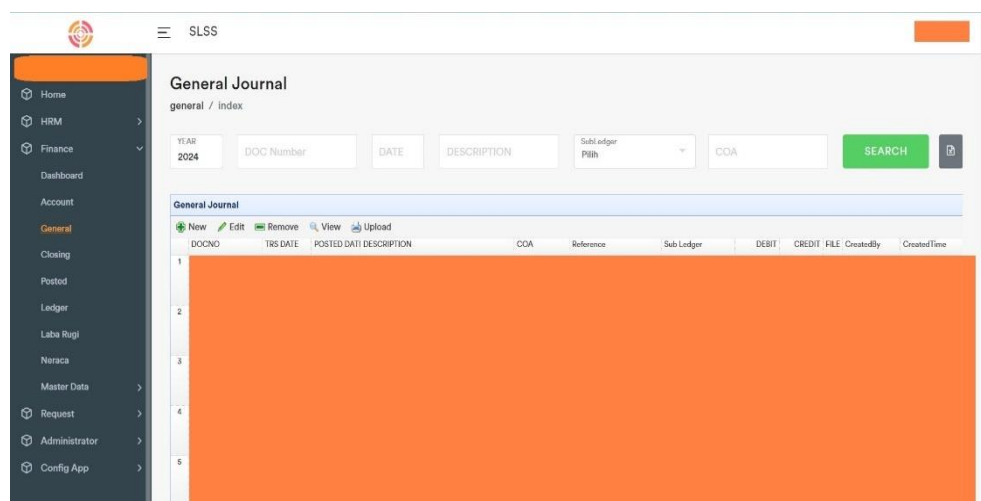 SLSS
Home
HRM
Finance
Dashboard
Account
General
Closing
Posted
Ledger
Laba Rugi
Neraca
Master Data
Request
Administrator
Config App
General Journal
general / index
YEAR
2024
DOC Number
DATE
DESCRIPTION
SubLedger
Pilih
COA
SEARCH
General Journal
New Edit Remove View Upload
DOCNO TRS DATE POSTED DATI DESCRIPTION COA Reference Sub Ledger DEBIT CREDIT FILE CreatedBy CreatedTime
1
2
3
4
5